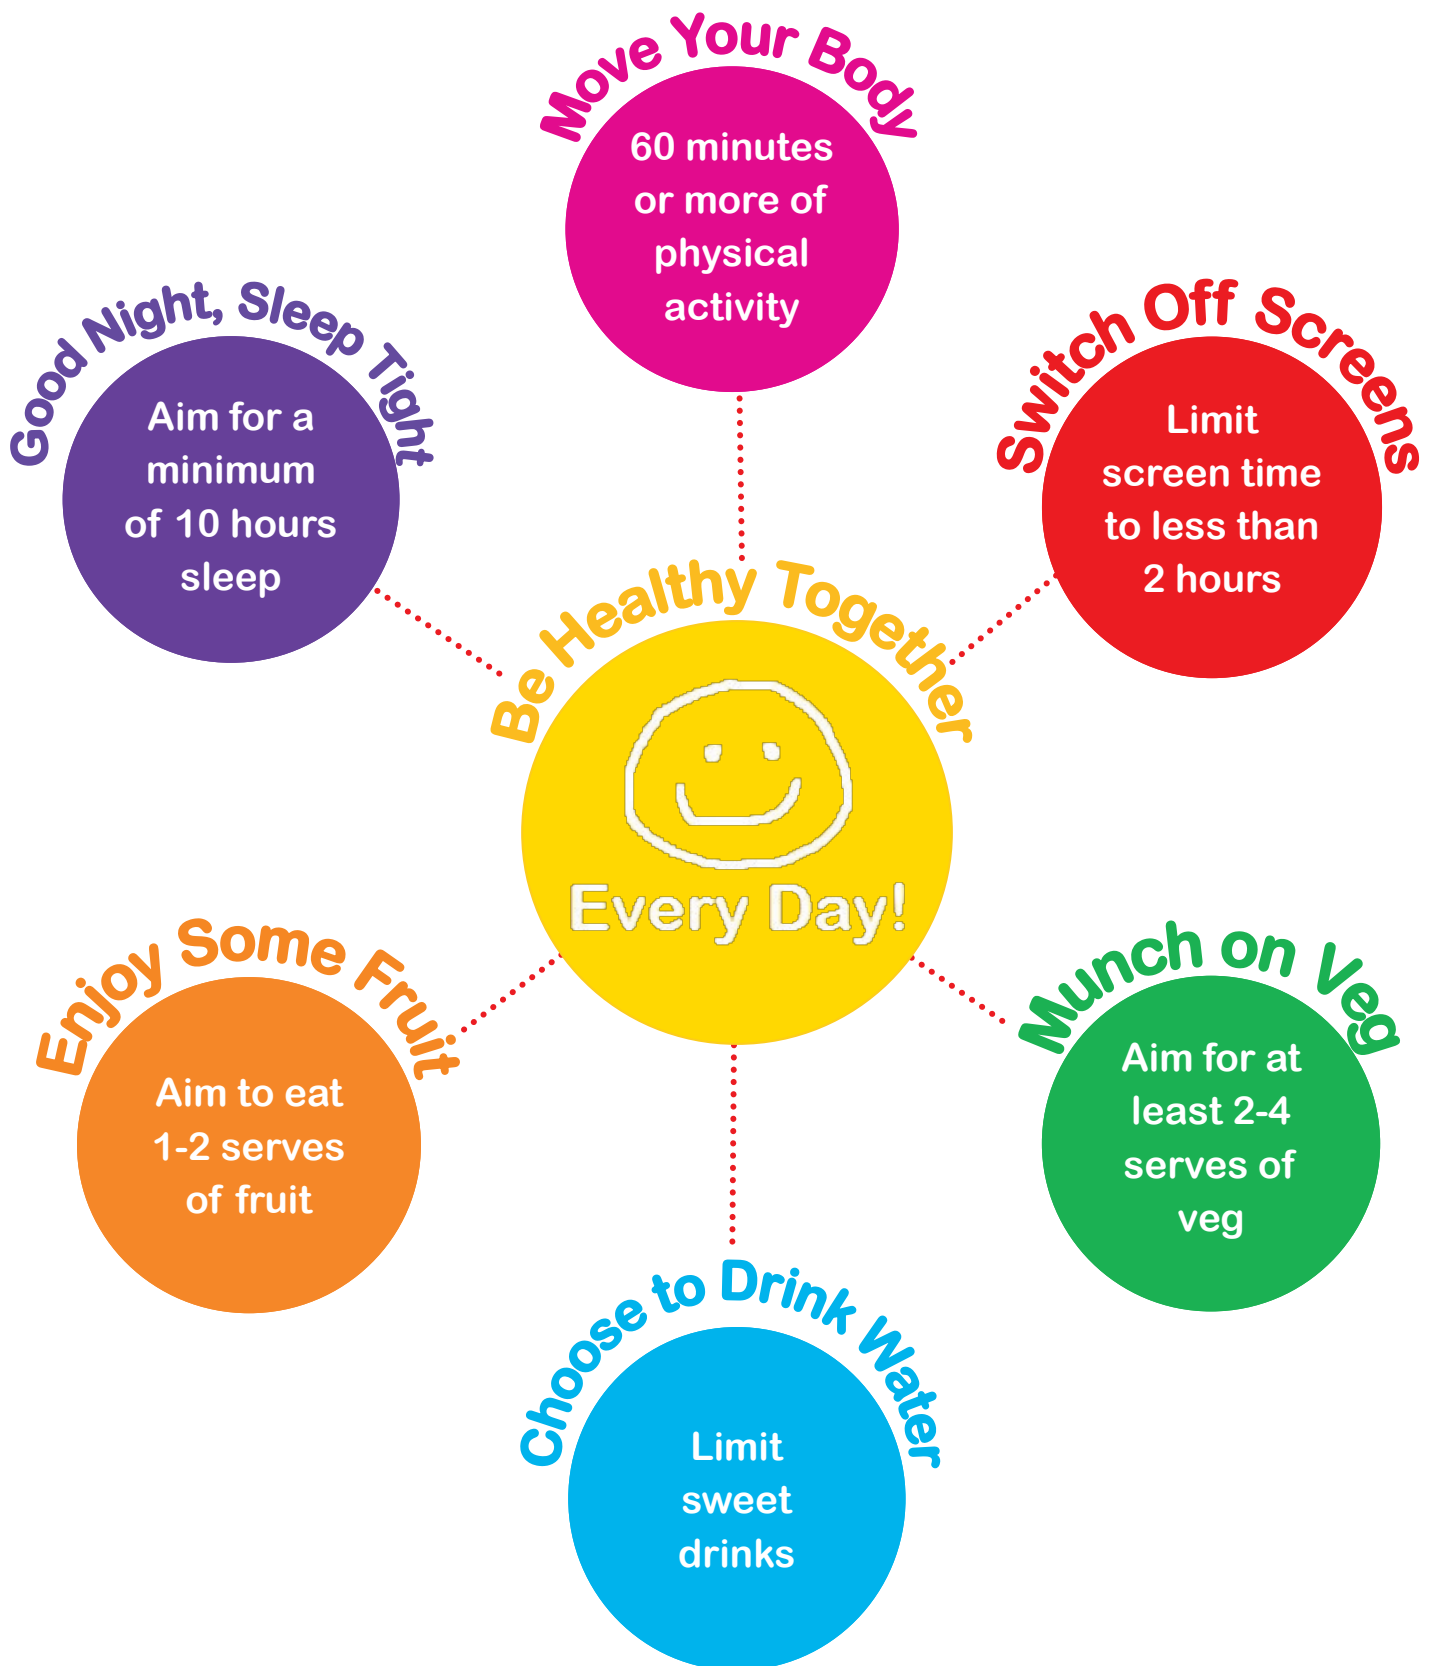 Move Your Body
60 minutes
or more of
physical
activity
Good Night, Sleep Tight
Aim for a
minimum
of 10 hours
sleep
Switch Off Screens
Limit
screen time
to less than
2 hours
Be Healthy Together
Every Day!
Enjoy Some Fruit
Aim to eat
1-2 serves
of fruit
Munch on Veg
Aim for at
least 2-4
serves of
veg
Choose to Drink Water
Limit
sweet
drinks